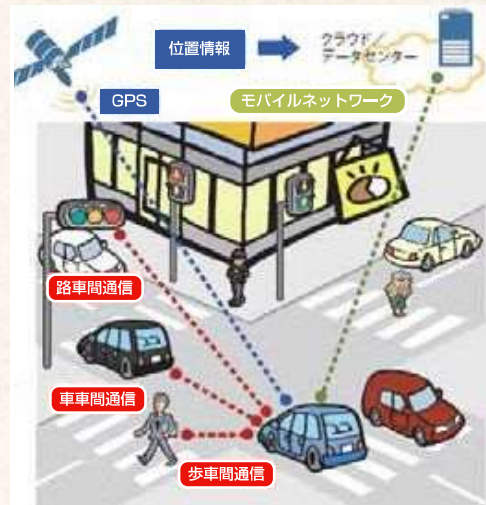 位置情報
クラウド／
データセンター
GPS
モバイルネットワーク
路車間通信
車車間通信
歩車間通信